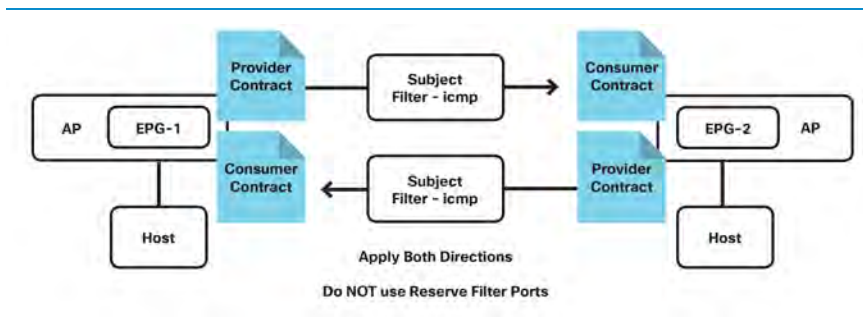 Provider
Contract
Subject
Filter - icmp
Consumer
Contract
AP
EPG-1
EPG-2
AP
Consumer
Contract
Subject
Filter - icmp
Provider
Contract
Host
Host
Apply Both Directions
Do NOT use Reserve Filter Ports